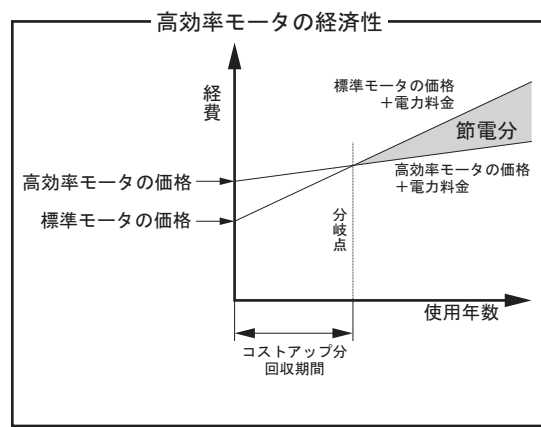 高効率モータの経済性
経費
標準モータの価格
＋電力料金
節電分
高効率モータの価格
高効率モータの価格
＋電力料金
標準モータの価格
分岐点
使用年数
コストアップ分
回収期間